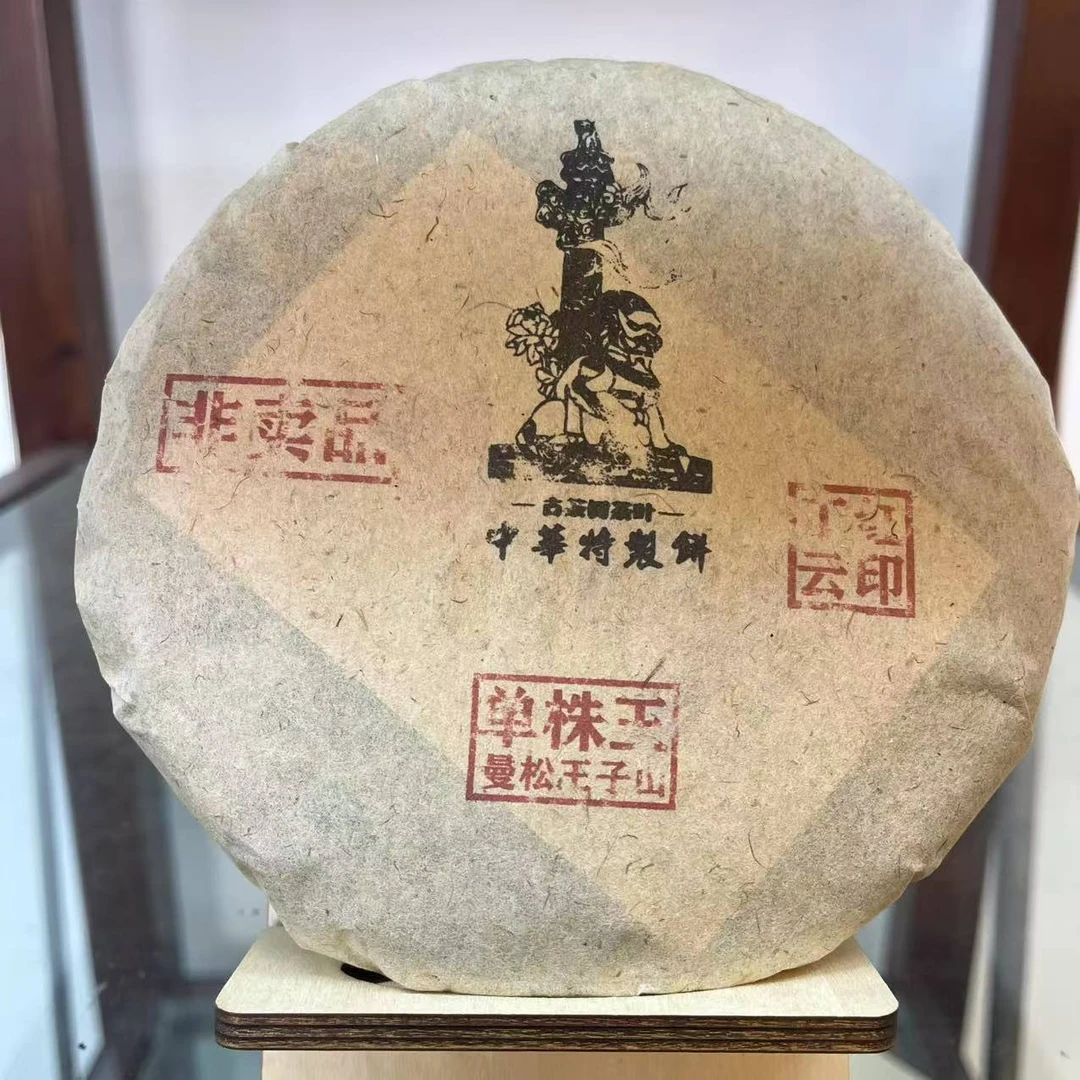 — 古茶树茶叶 —
中華特製餅
非卖品
云印
单株王
曼松王子山